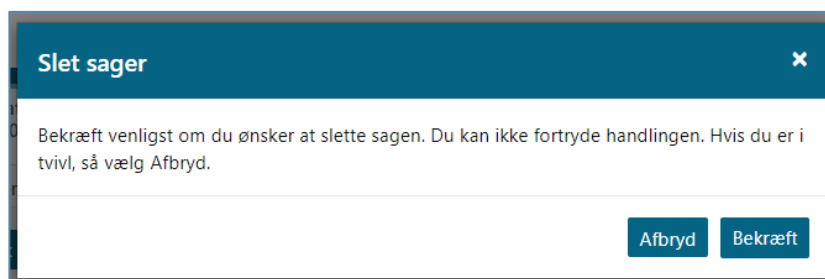 Slet sager
Bekræft venligst om du ønsker at slette sagen. Du kan ikke fortryde handlingen. Hvis du er i
tvivl, så vælg Afbryd.
Afbryd Bekræft